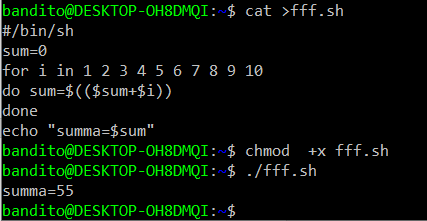 bandito@DESKTOP-OH8DMQI:~$ cat >fff.sh
#/bin/sh
sum=0
for i in 1 2 3 4 5 6 7 8 9 10
do sum=$(($sum+$i))
done
echo "summa=$sum"
bandito@DESKTOP-OH8DMQI:~$ chmod  +x fff.sh
bandito@DESKTOP-OH8DMQI:~$ ./fff.sh
summa=55
bandito@DESKTOP-OH8DMQI:~$